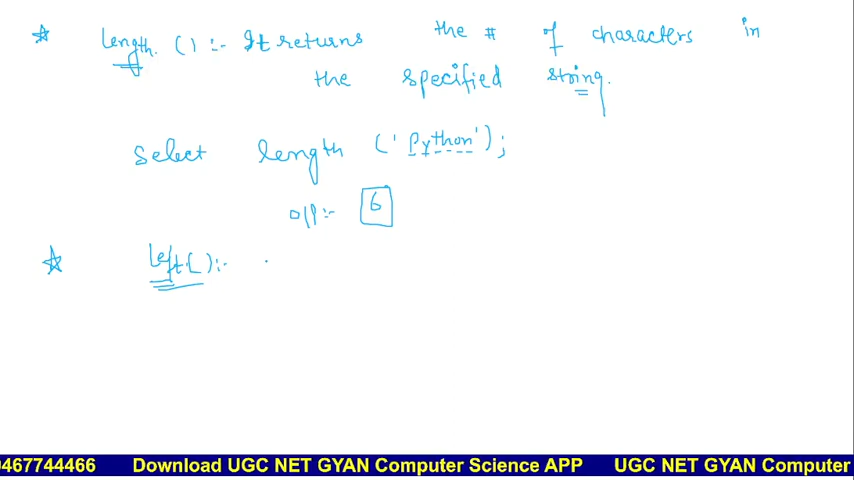 ☆ length () :- It returns the # of characters in
the specified string.
Select length ('Python');
O/P:- 6
☆ left() :-
467744466 Download UGC NET GYAN Computer Science APP UGC NET GYAN Computer